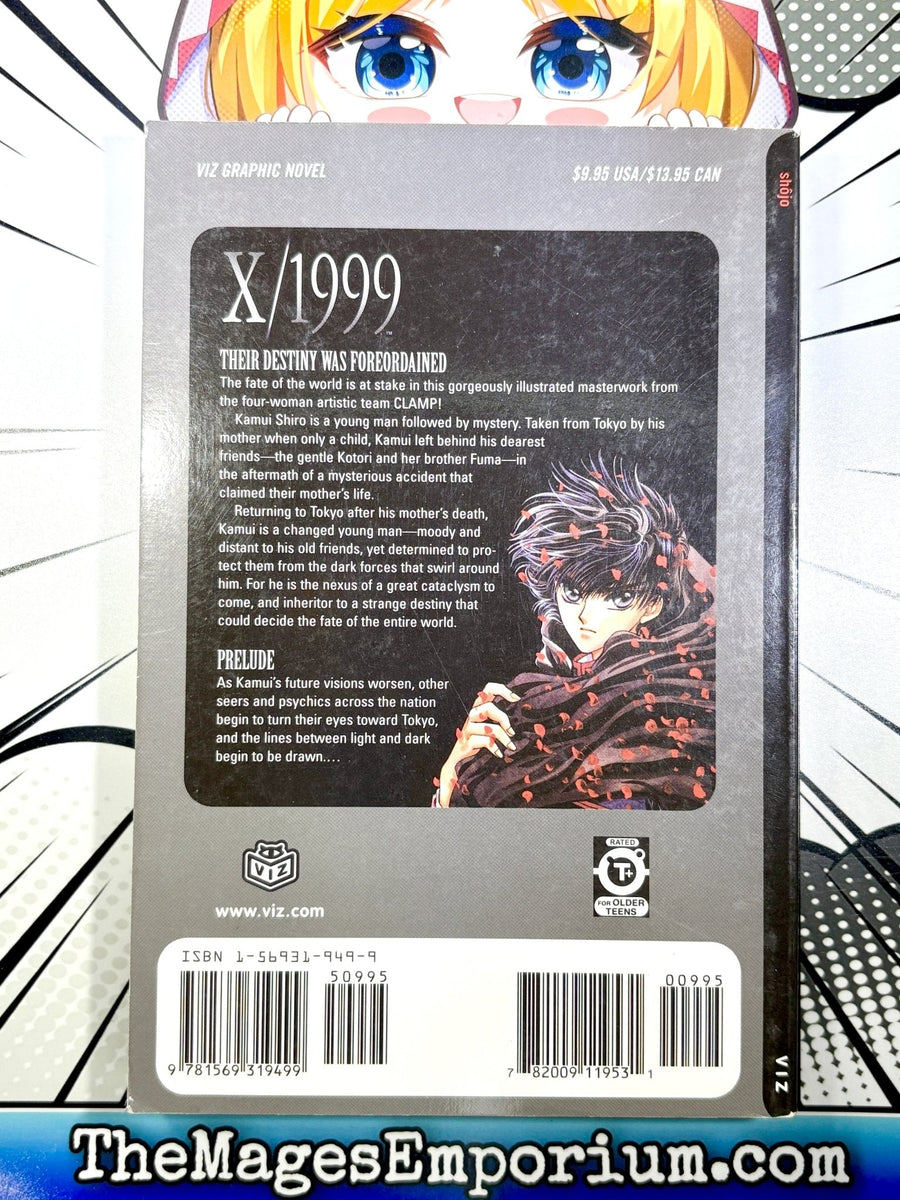 VIZ GRAPHIC NOVEL
$9.95 USA/$13.95 CAN
shôjo
X/1999™
THEIR DESTINY WAS FOREORDAINED
The fate of the world is at stake in this gorgeously illustrated masterwork from
the four-woman artistic team CLAMP!
Kamui Shiro is a young man followed by mystery. Taken from Tokyo by his
mother when only a child, Kamui left behind his dearest
friends—the gentle Kotori and her brother Fuma—in
the aftermath of a mysterious accident that
claimed their mother's life.
Returning to Tokyo after his mother's death,
Kamui is a changed young man—moody and
distant to his old friends, yet determined to pro-
tect them from the dark forces that swirl around
him. For he is the nexus of a great cataclysm to
come, and inheritor to a strange destiny that
could decide the fate of the entire world.
PRELUDE
As Kamui's future visions worsen, other
seers and psychics across the nation
begin to turn their eyes toward Tokyo,
and the lines between light and dark
begin to be drawn....
VIZ
www.viz.com
RATED
T+
FOR OLDER
TEENS
ISBN 1-56931-949-9
50995
9 781569 319499
00995
7 82009 11953 1
VIZ
TheMagesEmporium.com